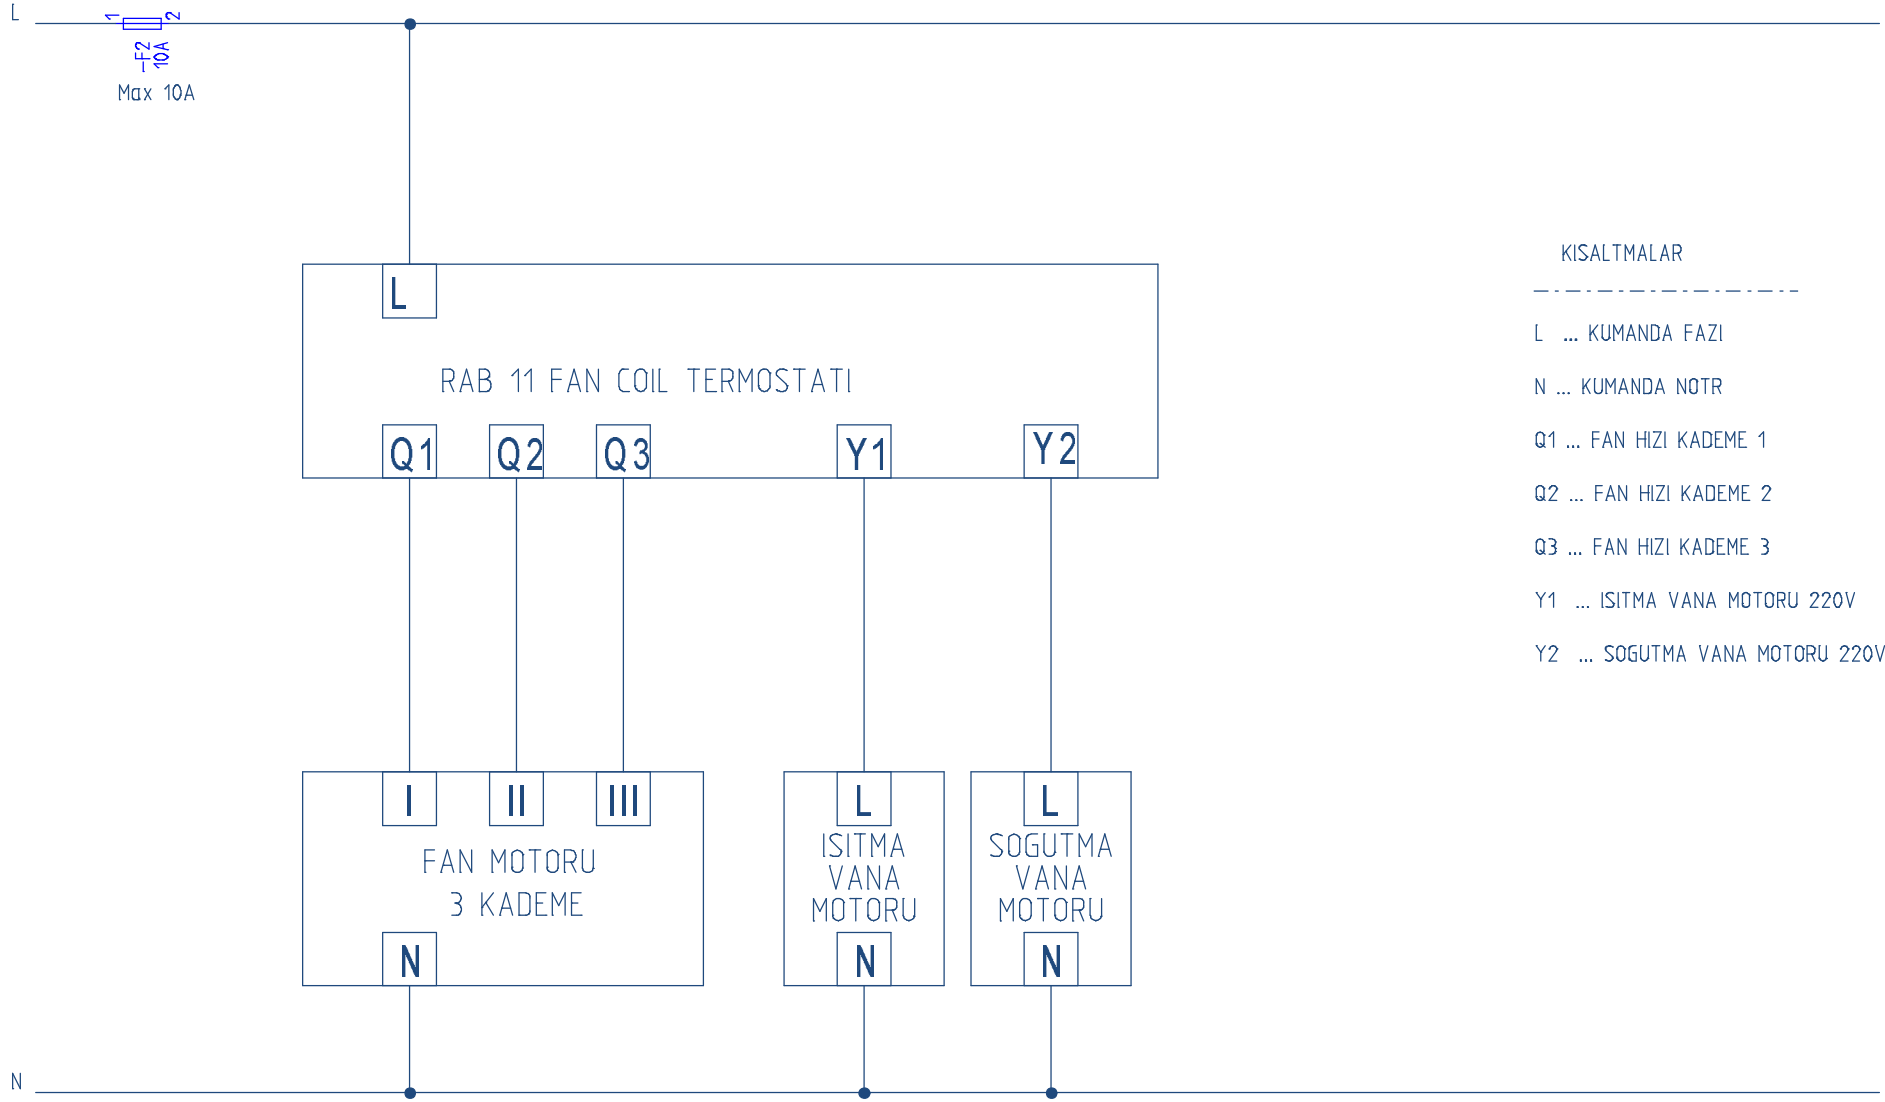 L
1
2
-F2
10A
Max 10A
L
RAB 11 FAN COIL TERMOSTATI
Q1 Q2 Q3 Y1 Y2
KISALTMALAR
L ... KUMANDA FAZI
N ... KUMANDA NOTR
Q1 ... FAN HIZI KADEME 1
Q2 ... FAN HIZI KADEME 2
Q3 ... FAN HIZI KADEME 3
Y1 ... ISITMA VANA MOTORU 220V
Y2 ... SOGUTMA VANA MOTORU 220V
I II III
FAN MOTORU
3 KADEME
N
L
ISITMA
VANA
MOTORU
N
L
SOGUTMA
VANA
MOTORU
N
N